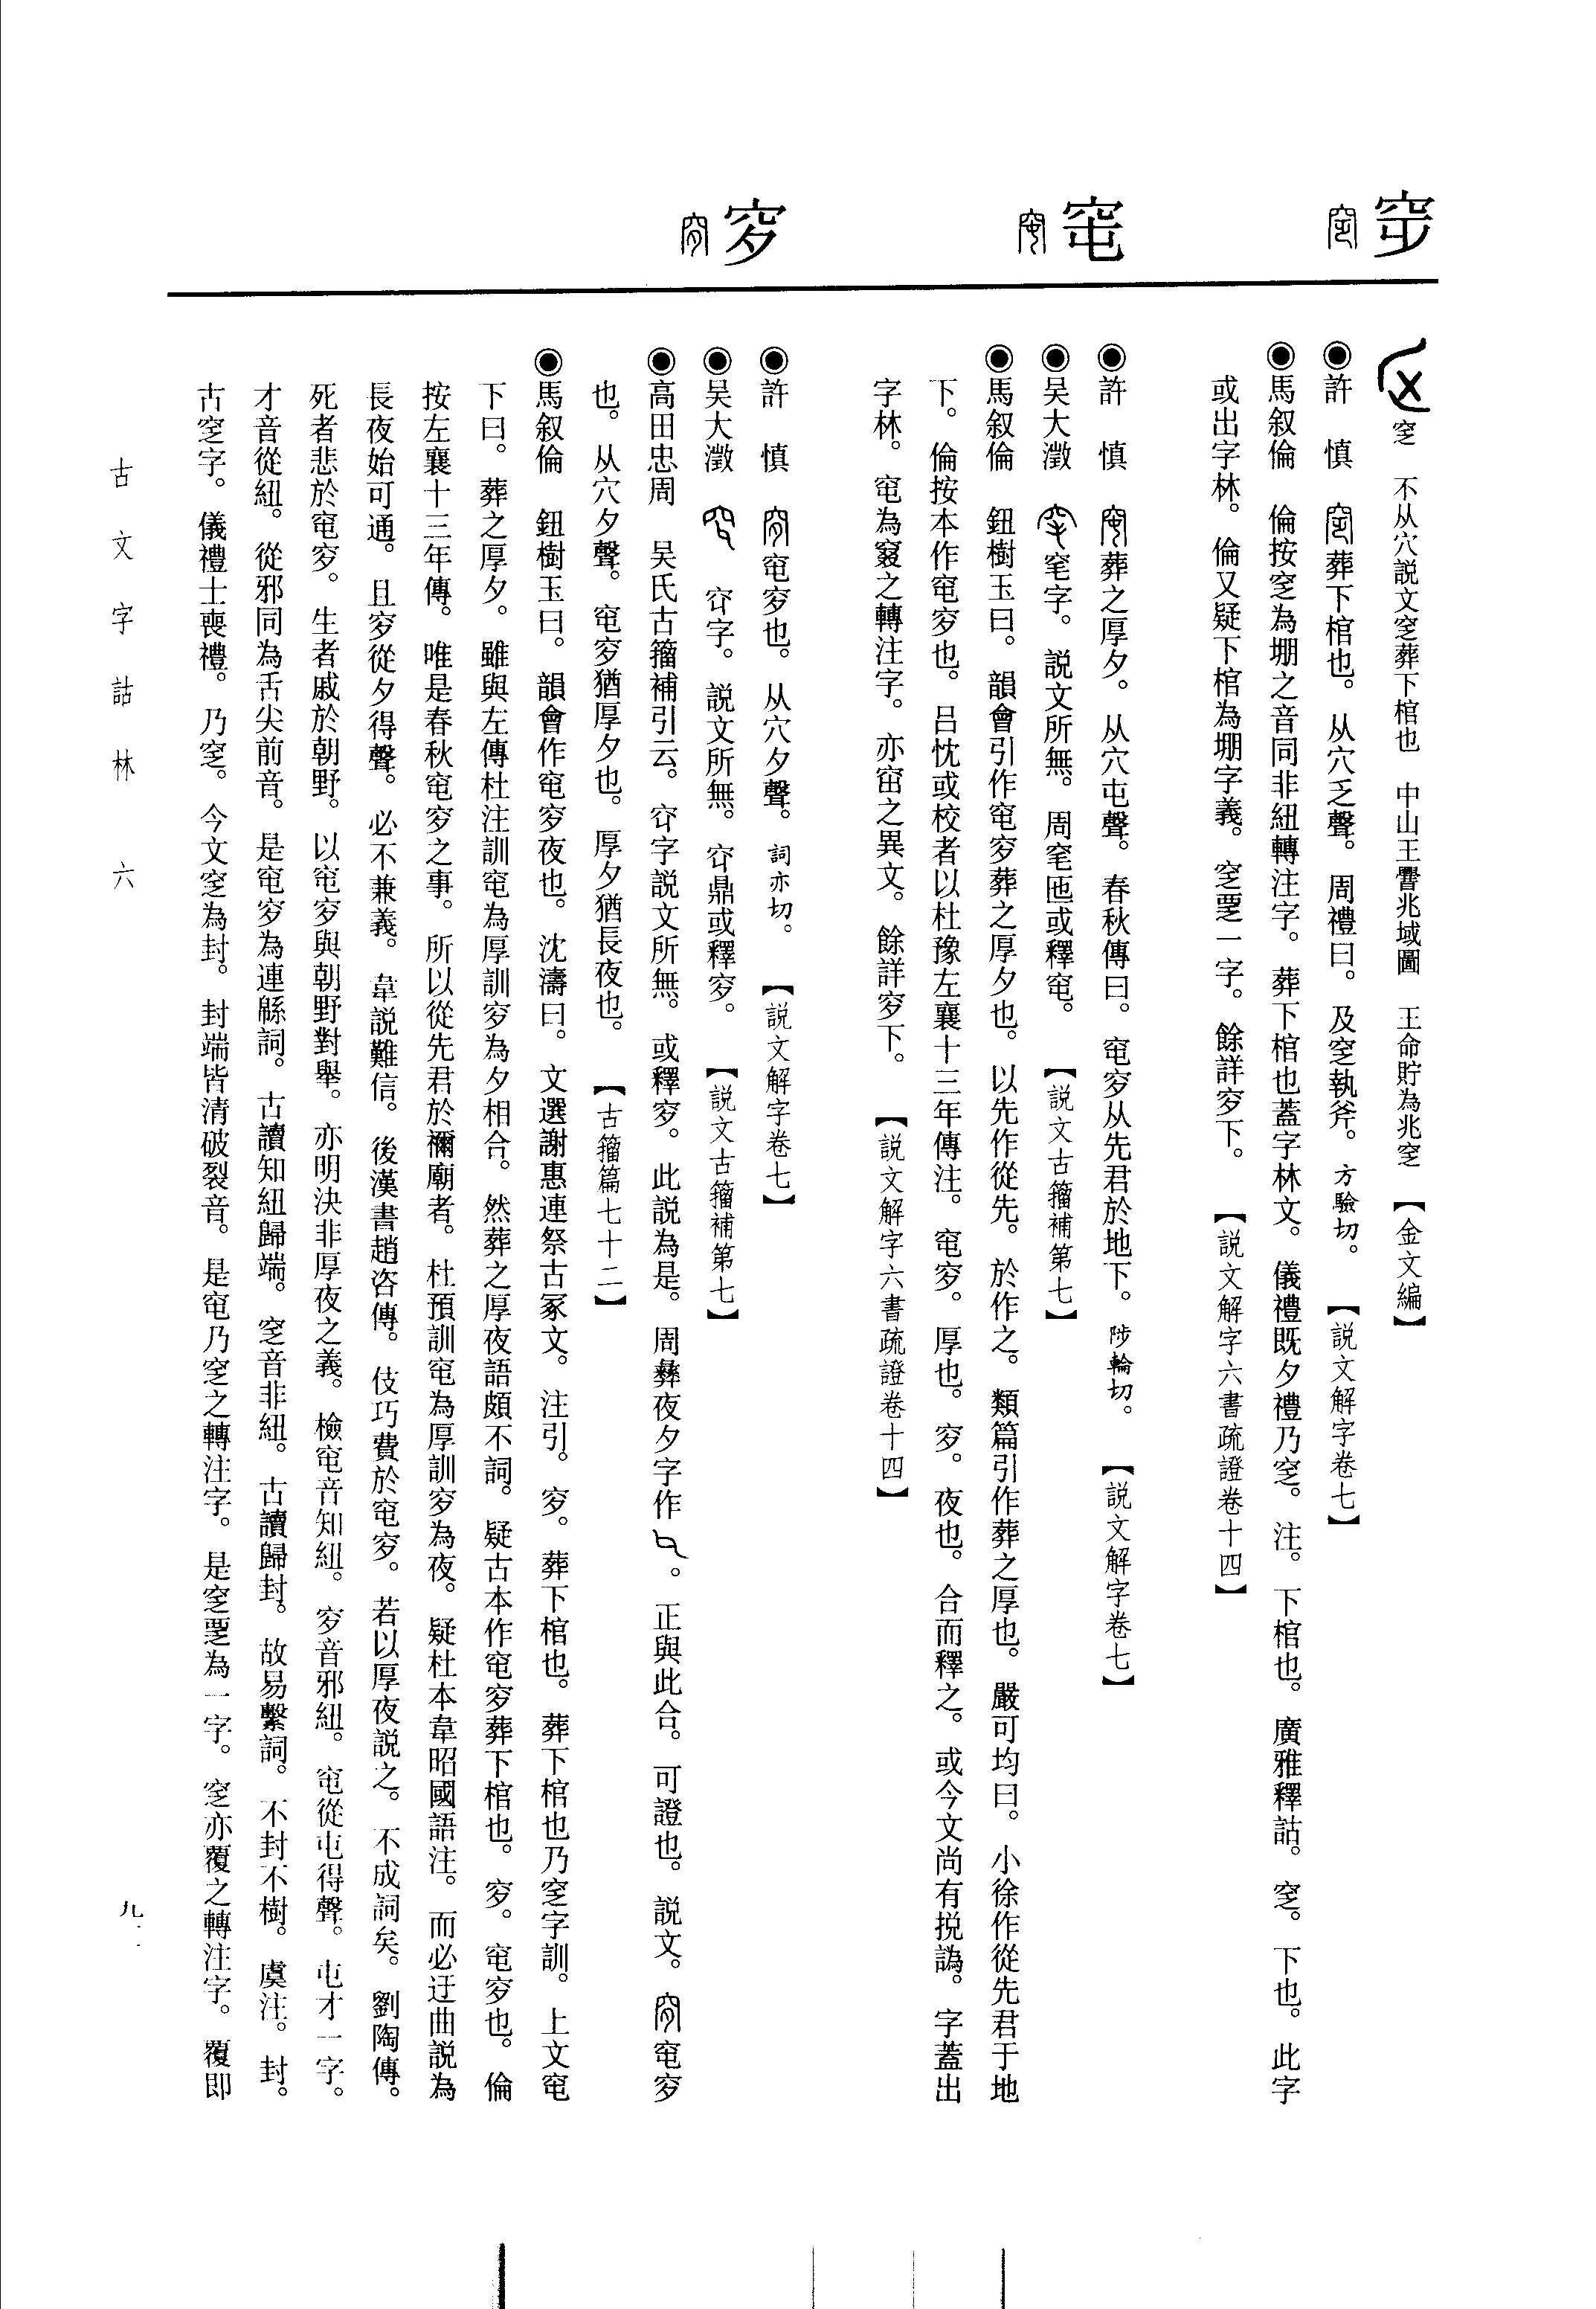 窆
窀
穸
窆 不从穴説文窆葬下棺也 中山王䯧兆域圖 王命貯為兆窆 【金文編】
◉許 慎 葬下棺也。从穴乏聲。周禮曰。及窆執斧。方驗切。 【説文解字卷七】
◉馬叙倫 倫按窆為堋之音同非紐轉注字。葬下棺也蓋字林文。儀禮既夕禮乃窆。注。下棺也。廣雅釋詁。窆。下也。此字
或出字林。倫又疑下棺為堋字義。窆覂一字。餘詳穸下。 【説文解字六書疏證卷十四】
◉許 慎 葬之厚夕。从穴屯聲。春秋傳曰。窀穸从先君於地下。陟輪切。 【説文解字卷七】
◉吴大澂 窀字。説文所無。周窀匜或釋窀。 【説文古籀補第七】
◉馬叙倫 鈕樹玉曰。韻會引作窀穸葬之厚夕也。以先作從先。於作之。類篇引作葬之厚也。嚴可均曰。小徐作從先君于地
下。倫按本作窀穸也。吕忱或校者以杜豫左襄十三年傳注。窀穸。厚也。穸。夜也。合而釋之。或今文尚有捝譌。字蓋出
字林。窀為窡之轉注字。亦窋之異文。餘詳穸下。 【説文解字六書疏證卷十四】
◉許 慎 窀穸也。从穴夕聲。詞亦切。 【説文解字卷七】
◉吴大澂 穸字。説文所無。穸鼎或釋穸。 【説文古籀補第七】
◉高田忠周 吴氏古籀補引云。字説文所無。或釋穸。此説為是。周彝夜夕字作。正與此合。可證也。説文。窀穸
也。从穴夕聲。窀穸猶厚夕也。厚夕猶長夜也。 【古籀篇七十二】
◉馬叙倫 鈕樹玉曰。韻會作窀穸夜也。沈濤曰。文選謝惠連祭古冢文。注引。穸。葬下棺也。葬下棺也乃窆字訓。上文窀
下曰。葬之厚夕。雖與左傳杜注訓窀為厚訓穸為夕相合。然葬之厚夜語頗不詞。疑古本作窀穸葬下棺也。穸。窀穸也。倫
按左襄十三年傳。唯是春秋窀穸之事。所以從先君於禰廟者。杜預訓窀為厚訓穸為夜。疑杜本韋昭國語注。而必迂曲説為
長夜始可通。且穸從夕得聲。必不兼義。韋説難信。後漢書趙咨傳。伎巧費於窀穸。若以厚夜説之。不成詞矣。劉陶傳。
死者悲於窀穸。生者戚於朝野。以窀穸與朝野對舉。亦明決非厚夜之義。檢窀音知紐。穸音邪紐。窀從屯得聲。屯才一字。
才音從紐。從邪同為舌尖前音。是窀穸為連緜詞。古讀知紐歸端。窆音非紐。古讀歸封。故易繫詞。不封不樹。虞注。封。
古窆字。儀禮士喪禮。乃窆。今文窆為封。封端皆清破裂音。是窀乃窆之轉注字。是窆覂為一字。窆亦覆之轉注字。覆即
古文字詁林 六